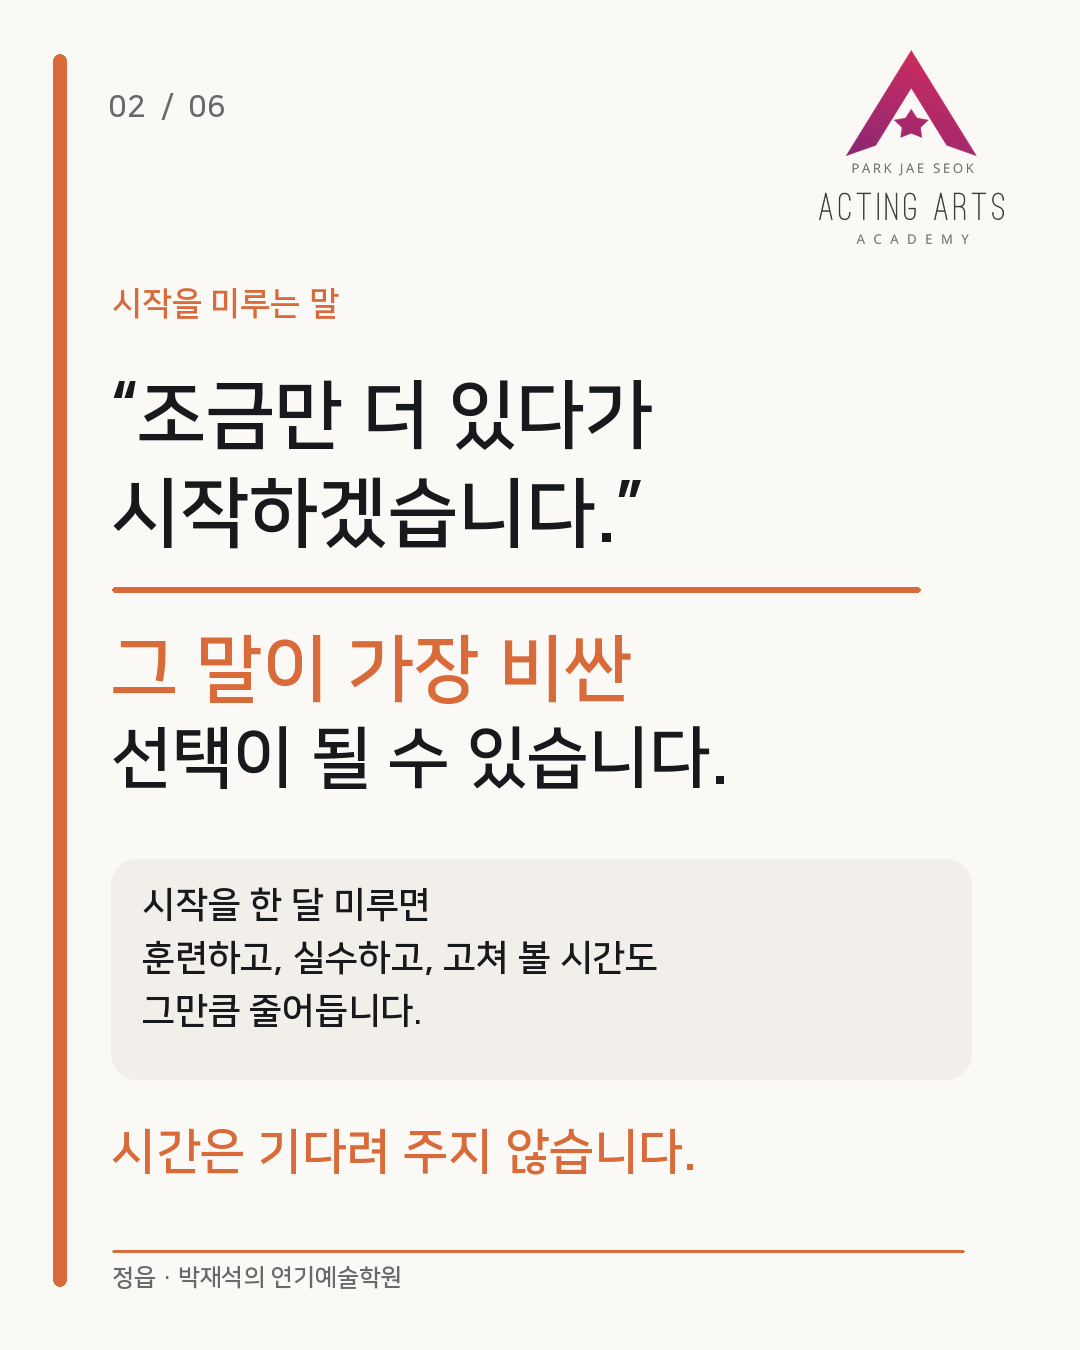 02 / 06
PARK JAE SEOK
ACTING ARTS
ACADEMY
시작을 미루는 말
“조금만 더 있다가
시작하겠습니다.”
그 말이 가장 비싼
선택이 될 수 있습니다.
시작을 한 달 미루면
훈련하고, 실수하고, 고쳐 볼 시간도
그만큼 줄어듭니다.
시간은 기다려 주지 않습니다.
정읍 · 박재석의 연기예술학원